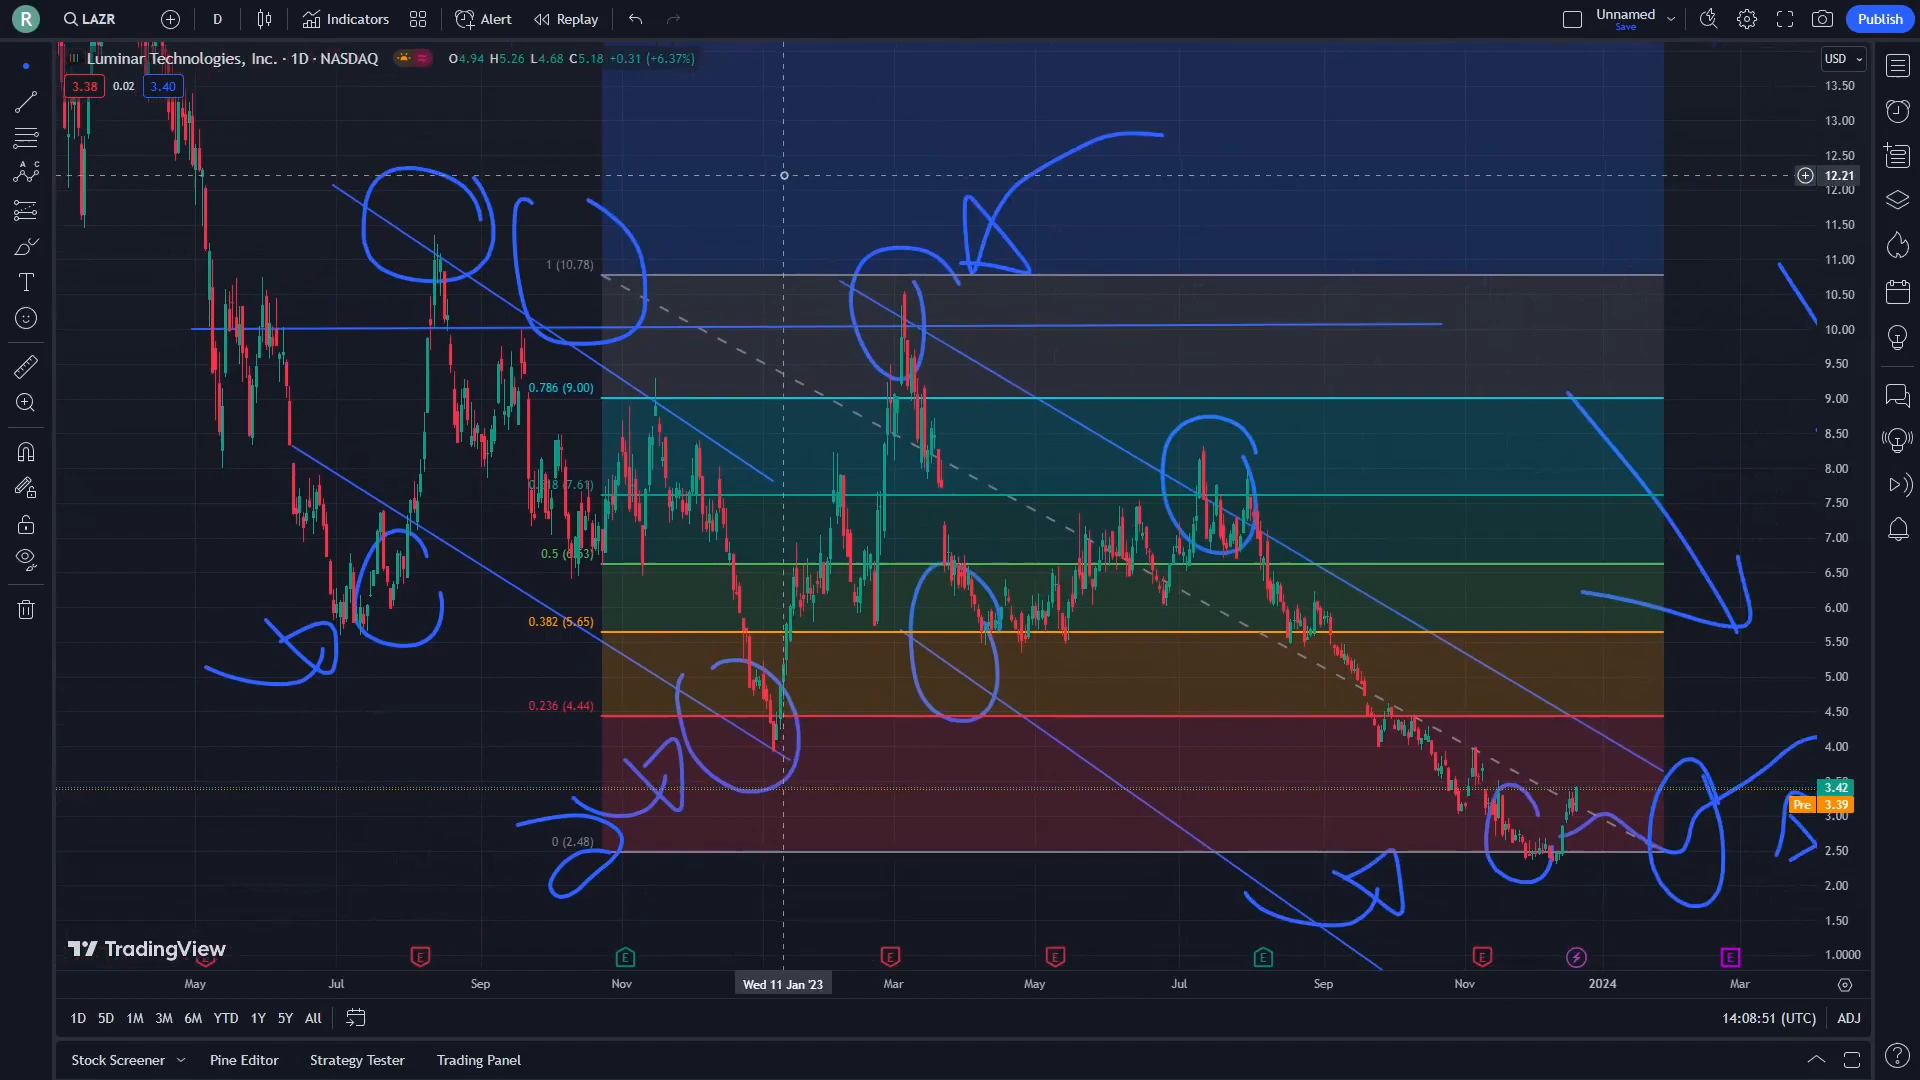 R
LAZR
D
Indicators
Alert
Replay
Unnamed
Save
Publish
Luminar Technologies, Inc. · 1D · NASDAQ
O4.94 H5.26 L4.68 C5.18 +0.31 (+6.37%)
USD
3.38
0.02
3.40
13.50
13.00
12.50
12.21
12.00
11.50
11.00
10.50
10.00
9.50
9.00
8.50
8.00
7.50
7.00
6.50
6.00
5.50
5.00
4.50
4.00
3.42
Pre 3.39
3.00
2.50
2.00
1.50
1.0000
1 (10.78)
0.786 (9.00)
0.618 (7.61)
0.5 (6.63)
0.382 (5.65)
0.236 (4.44)
0 (2.48)
TradingView
E
E
E
E
E
E
E
E
May
Jul
Sep
Nov
Wed 11 Jan '23
Mar
May
Jul
Sep
Nov
2024
Mar
1D 5D 1M 3M 6M YTD 1Y 5Y All
14:08:51 (UTC)
ADJ
Stock Screener
Pine Editor
Strategy Tester
Trading Panel